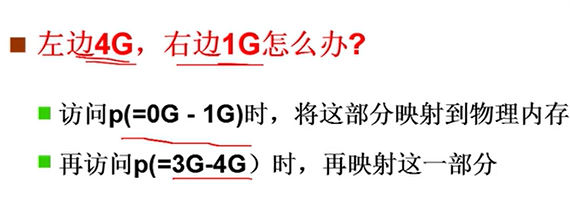 左边4G，右边1G怎么办?
访问p(=0G - 1G)时，将这部分映射到物理内存
再访问p(=3G-4G）时，再映射这一部分